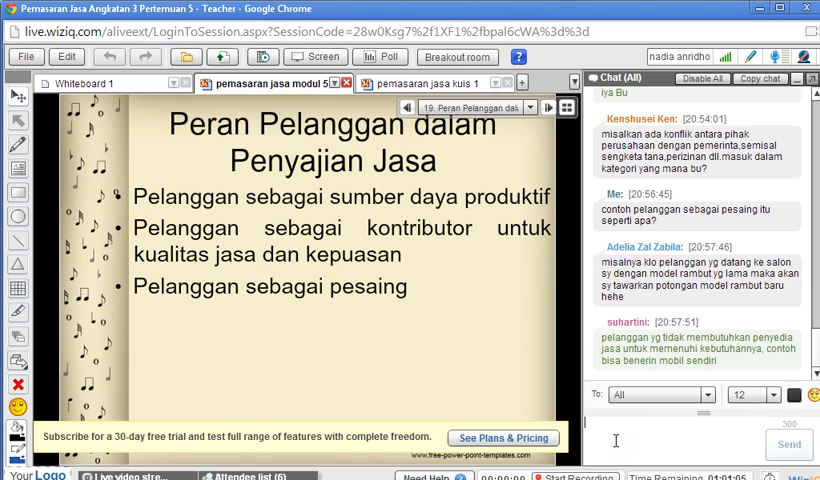 Pemasaran Jasa Angkatan 3 Pertemuan 5 - Teacher - Google Chrome
live.wiziq.com/aliveext/LoginToSession.aspx?SessionCode=28w0Ksg7%2f1XF1%2fbpal6cWA%3d%3d
File Edit Screen Poll Breakout room ? nadia anridho
Whiteboard 1 pemasaran jasa modul 5 pemasaran jasa kuis 1
19. Peran Pelanggan dal
Peran Pelanggan dalam
Penyajian Jasa
• Pelanggan sebagai sumber daya produktif
• Pelanggan sebagai kontributor untuk
kualitas jasa dan kepuasan
• Pelanggan sebagai pesaing
Subscribe for a 30-day free trial and test full range of features with complete freedom. See Plans & Pricing
www.free-power-point-templates.com
Chat (All) Disable All Copy chat
iya Bu
Kenshusei Ken: [20:54:01]
misalkan ada konflik antara pihak
perusahaan dengan pemerinta,semisal
sengketa tana,perizinan dll.masuk dalam
kategori yang mana bu?
Me: [20:56:45]
contoh pelanggan sebagai pesaing itu
seperti apa?
Adelia Zal Zabila: [20:57:46]
misalnya klo pelanggan yg datang ke salon
sy dengan model rambut yg lama maka akan
sy tawarkan potongan model rambut baru
hehe
suhartini: [20:57:51]
pelanggan yg tidak membutuhkan penyedia
jasa untuk memenuhi kebutuhannya, contoh
bisa benerin mobil sendiri
To: All 12
300
Send
Your Logo Live video stre... Attendee list (6) Need Help? 00:00:00 Start Recording Time Remaining 01:01:05